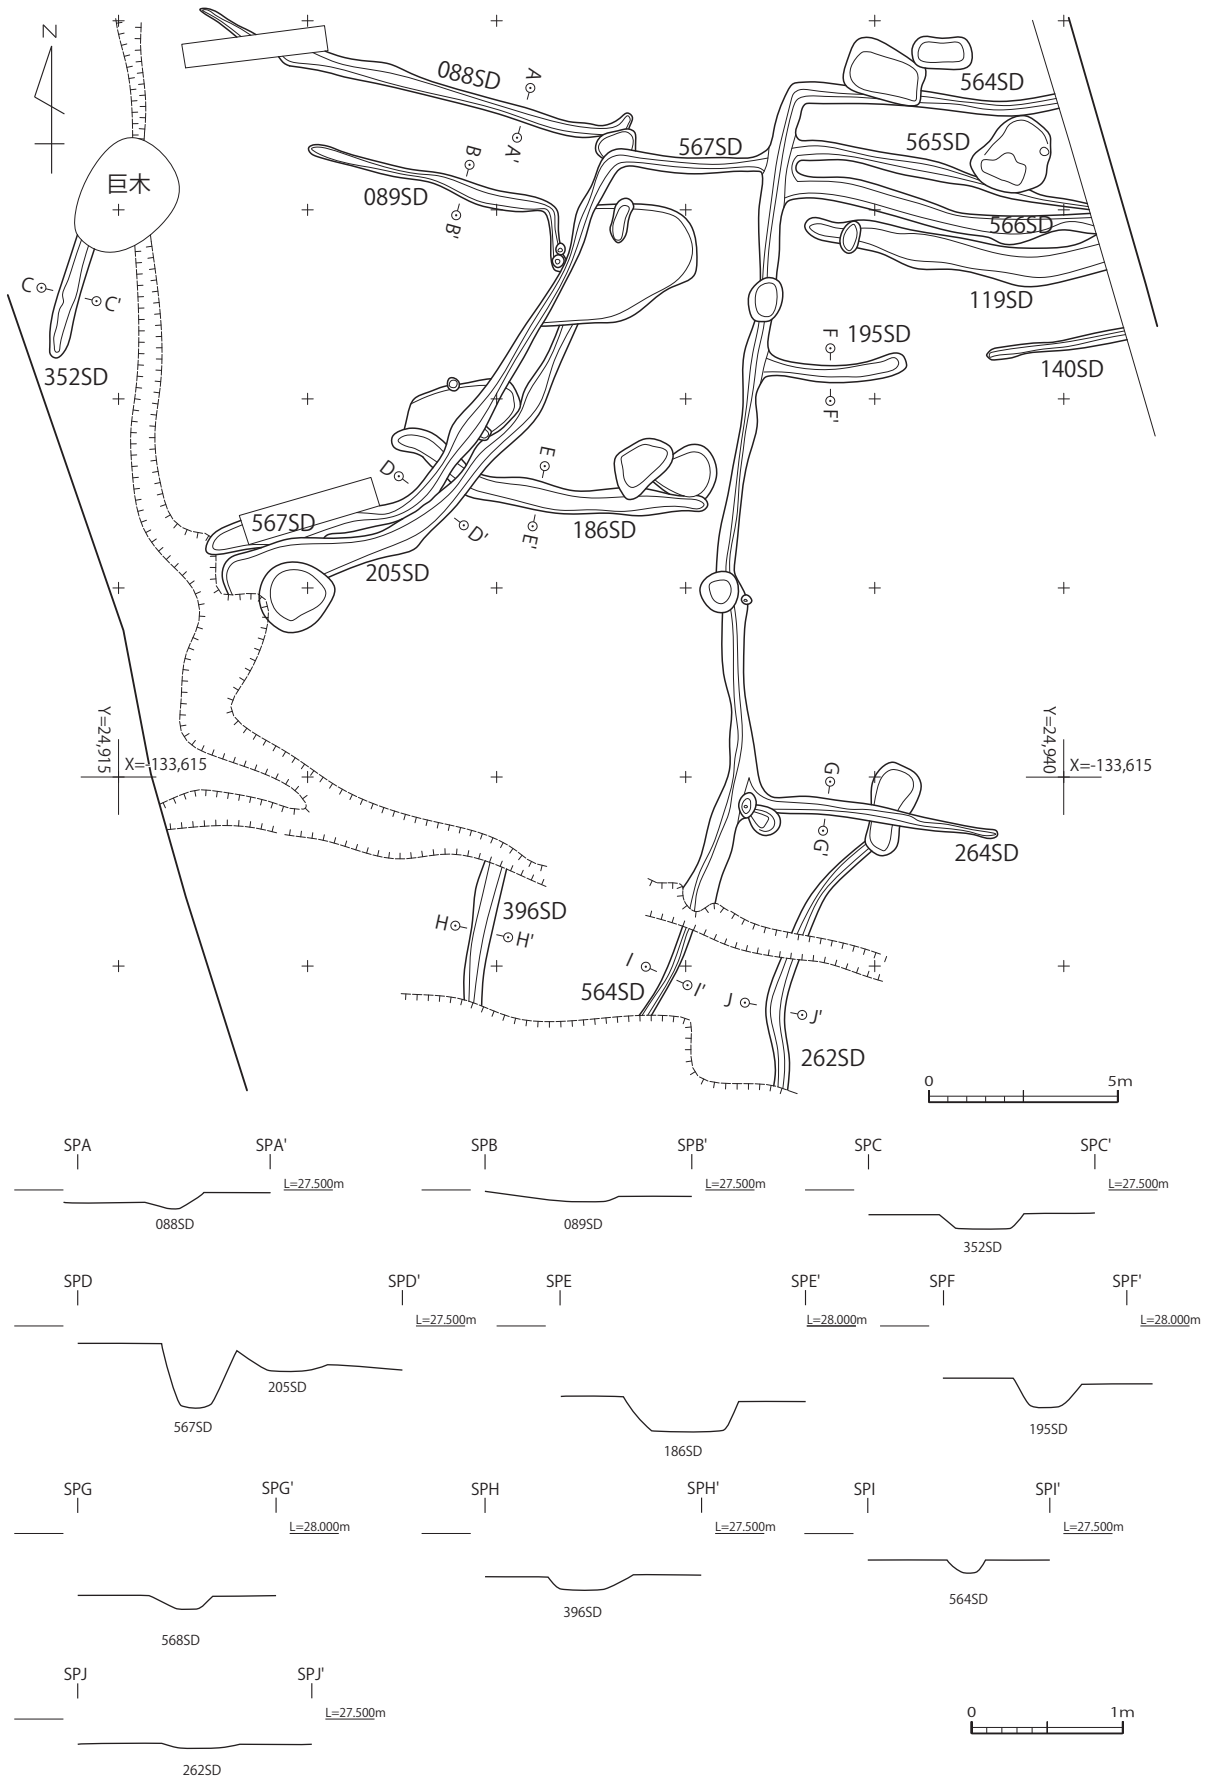 Z
088SD
A
A'
564SD
567SD
565SD
巨木
B
B'
089SD
566SD
C
C'
119SD
352SD
F
195SD
F'
140SD
D
D'
E
E'
567SD
186SD
205SD
Y=24,915
X=-133,615
Y=24,940
X=-133,615
G
G'
264SD
396SD
H
H'
I
I'
564SD
J
J'
262SD
0 5m
SPA SPA' SPB SPB' SPC SPC'
L=27.500m L=27.500m L=27.500m
088SD 089SD 352SD
SPD SPD' SPE SPE' SPF SPF'
L=27.500m L=28.000m L=28.000m
205SD
567SD 186SD 195SD
SPG SPG' SPH SPH' SPI SPI'
L=28.000m L=27.500m L=27.500m
568SD 396SD 564SD
SPJ SPJ'
L=27.500m
262SD
0 1m